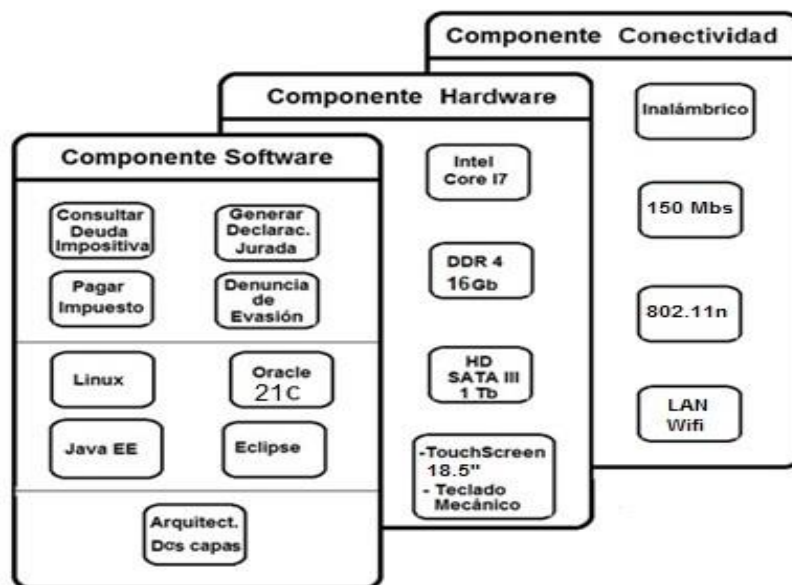 Componente Conectividad
Inalámbrico
150 Mbs
802.11n
LAN
Wifi
Componente Hardware
Intel
Core I7
DDR 4
16Gb
HD
SATA III
1 Tb
-TouchScreen
18.5"
- Teclado
Mecánico
Componente Software
Consultar
Deuda
Impositiva
Generar
Declarac.
Jurada
Pagar
Impuesto
Denuncia
de
Evasión
Linux
Oracle
21C
Java EE
Eclipse
Arquitect.
Dos capas